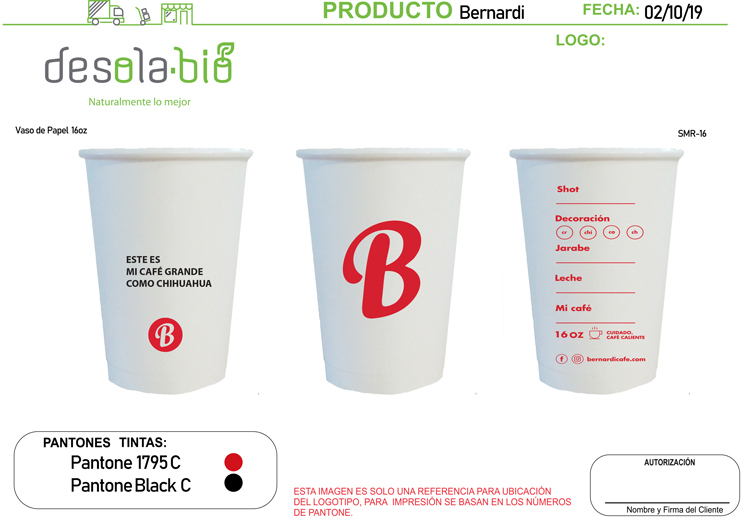 PRODUCTO Bernardi
FECHA: 02/10/19
LOGO:
desola·bio
Naturalmente lo mejor
Vaso de Papel 16oz
SMR-16
ESTE ES
MI CAFÉ GRANDE
COMO CHIHUAHUA
B
B
Shot
Decoración
cr chi ca ch
Jarabe
Leche
Mi café
16 OZ
CUIDADO,
CAFÉ CALIENTE
f bernardicafe.com
PANTONES TINTAS:
Pantone 1795 C
Pantone Black C
ESTA IMAGEN ES SOLO UNA REFERENCIA PARA UBICACIÓN
DEL LOGOTIPO, PARA IMPRESIÓN SE BASAN EN LOS NÚMEROS
DE PANTONE.
AUTORIZACIÓN
Nombre y Firma del Cliente